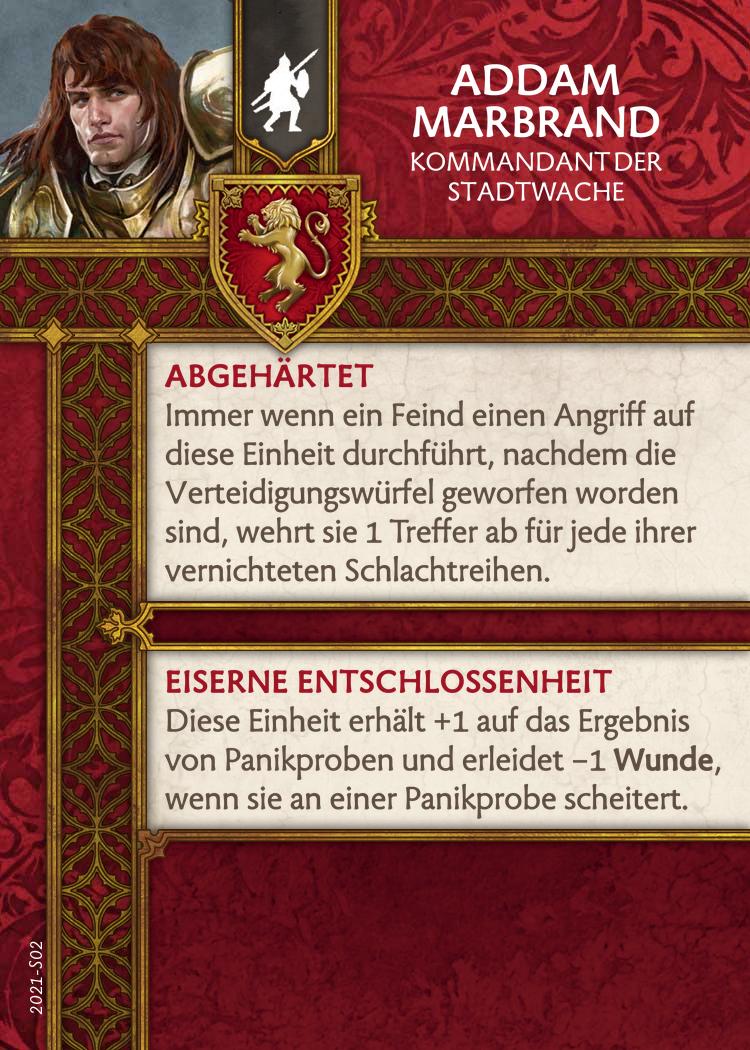 ADDAM
MARBRAND
KOMMANDANT DER
STADTWACHE
ABGEHÄRTET
Immer wenn ein Feind einen Angriff auf
diese Einheit durchführt, nachdem die
Verteidigungswürfel geworfen worden
sind, wehrt sie 1 Treffer ab für jede ihrer
vernichteten Schlachtreihen.
EISERNE ENTSCHLOSSENHEIT
Diese Einheit erhält +1 auf das Ergebnis
von Panikproben und erleidet −1 Wunde,
wenn sie an einer Panikprobe scheitert.
2021-S02